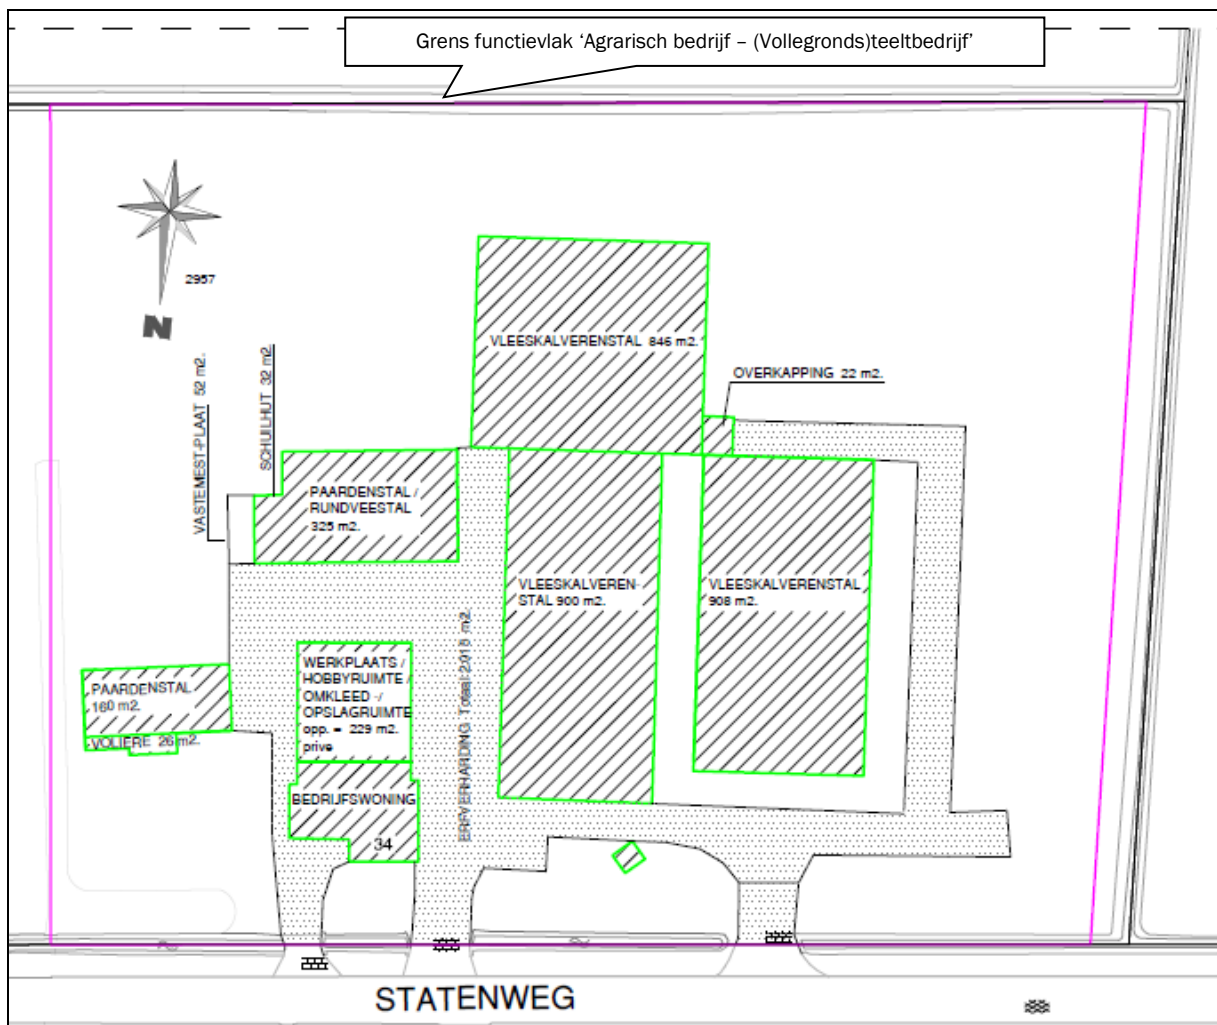 Grens functievlak ‘Agrarisch bedrijf – (Vollegronds)teeltbedrijf’
2957
N
VLEESKALVERENSTAL 846 m2.
OVERKAPPING 22 m2.
VASTEMEST-PLAAT 52 m2.
SCHUILHUT 32 m2.
PAARDENSTAL /
RUNDVEESTAL
325 m2.
VLEESKALVEREN-
STAL 900 m2.
VLEESKALVERENSTAL
908 m2.
ERFVERHARDING Totaal: 2.015 m2.
WERKPLAATS /
HOBBYRUIMTE /
OMKLEED -/
OPSLAGRUIMTE
opp. = 229 m2.
prive
PAARDENSTAL
160 m2.
VOLIERE 26 m2.
BEDRIJFSWONING
34
STATENWEG